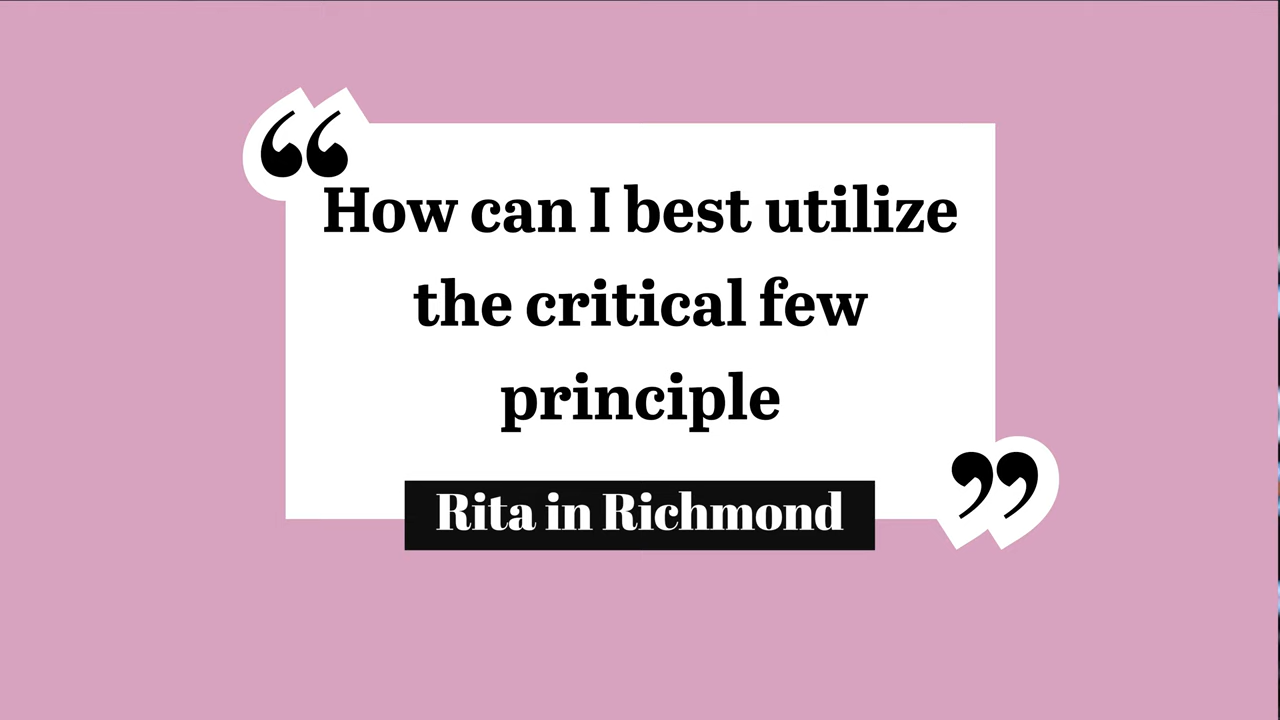 “How can I best utilize
the critical few
principle”
Rita in Richmond